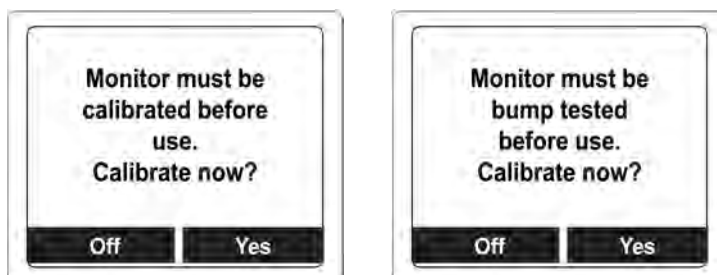 Monitor must be
calibrated before
use.
Calibrate now?
Off Yes
Monitor must be
bump tested
before use.
Calibrate now?
Off Yes